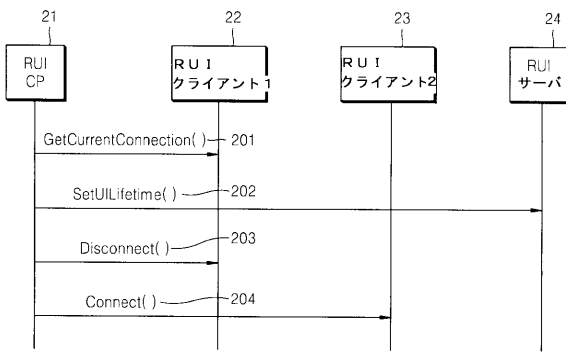 21
22
23
24
RUI
CP
RUI
クライアント1
RUI
クライアント2
RUI
サーバ
GetCurrentConnection( )
201
SetUILifetime( )
202
Disconnect( )
203
Connect( )
204